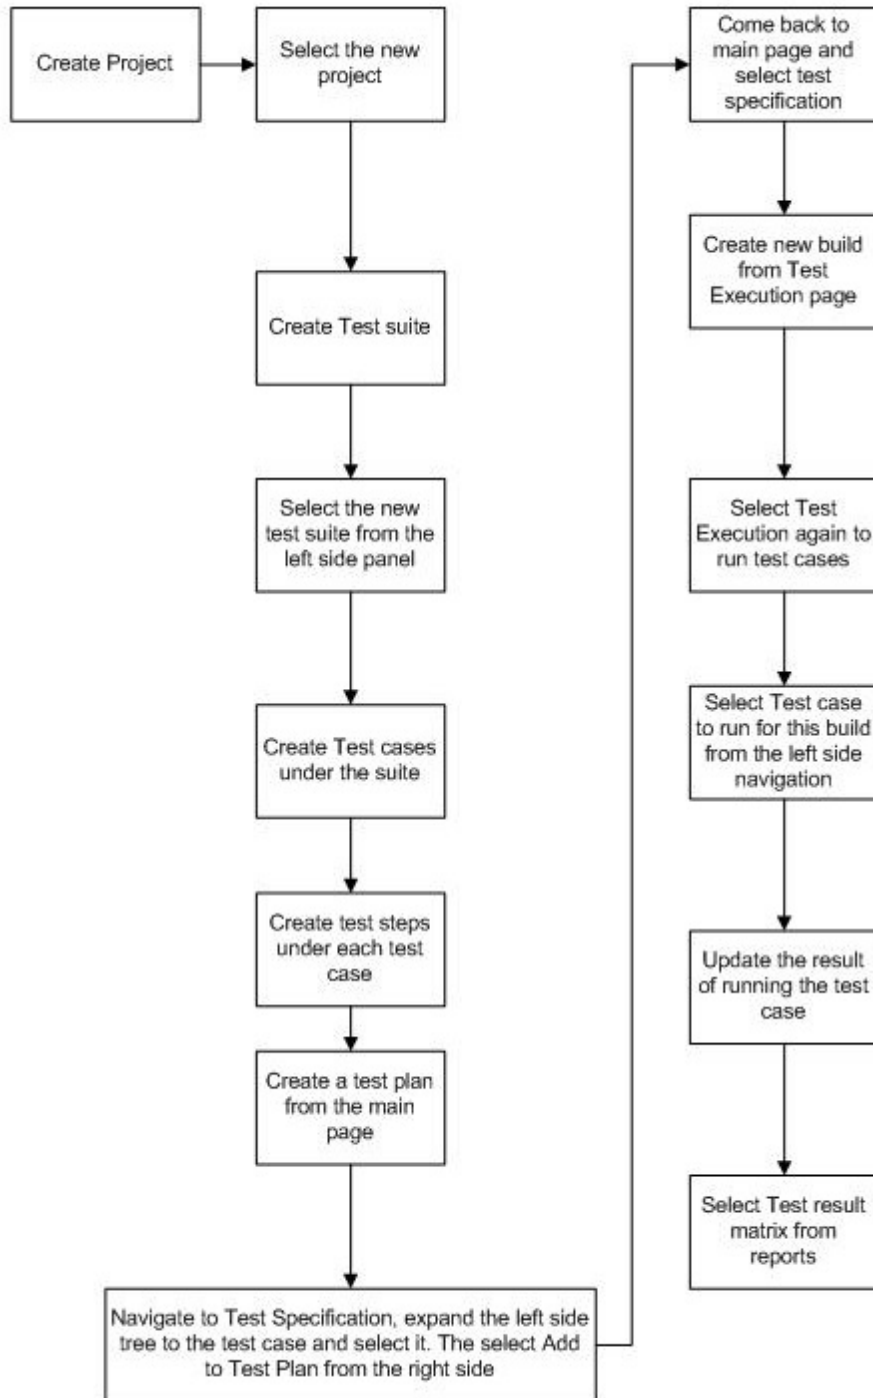 Create Project
Select the new
project
Create Test suite
Select the new
test suite from the
left side panel
Create Test cases
under the suite
Create test steps
under each test
case
Create a test plan
from the main
page
Navigate to Test Specification, expand the left side
tree to the test case and select it. The select Add
to Test Plan from the right side
Come back to
main page and
select test
specification
Create new build
from Test
Execution page
Select Test
Execution again to
run test cases
Select Test case
to run for this build
from the left side
navigation
Update the result
of running the test
case
Select Test result
matrix from
reports